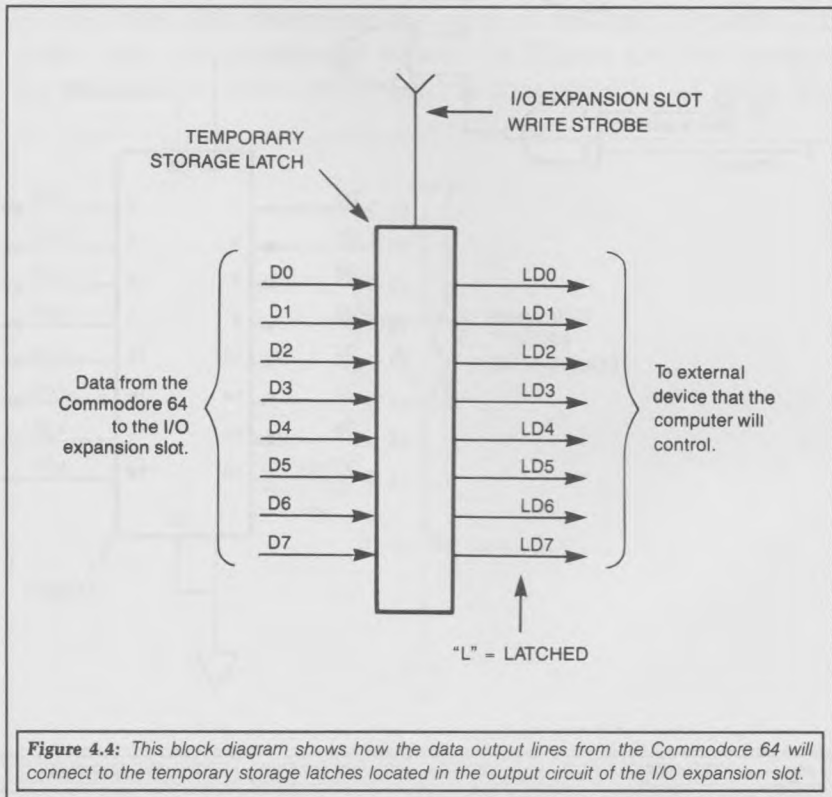 I/O EXPANSION SLOT
WRITE STROBE
TEMPORARY
STORAGE LATCH
D0
D1
D2
D3
D4
D5
D6
D7
LD0
LD1
LD2
LD3
LD4
LD5
LD6
LD7
Data from the
Commodore 64
to the I/O
expansion slot.
To external
device that the
computer will
control.
"L" = LATCHED
Figure 4.4: This block diagram shows how the data output lines from the Commodore 64 will
connect to the temporary storage latches located in the output circuit of the I/O expansion slot.